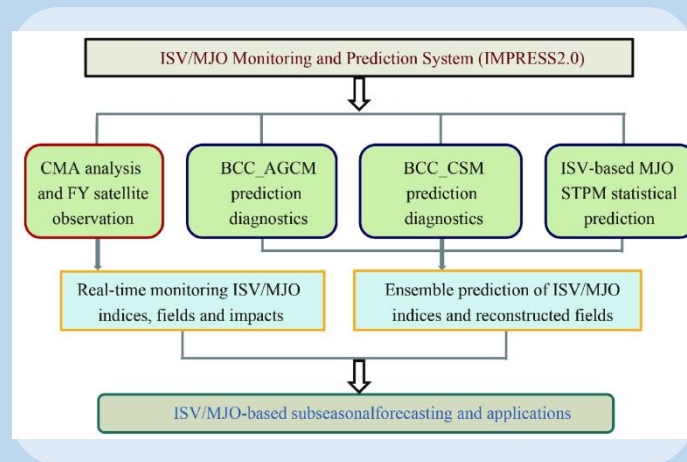 ISV/MJO Monitoring and Prediction System (IMPRESS2.0)
CMA analysis
and FY satellite
observation
BCC_AGCM
prediction
diagnostics
BCC_CSM
prediction
diagnostics
ISV-based MJO
STPM statistical
prediction
Real-time monitoring ISV/MJO
indices, fields and impacts
Ensemble prediction of ISV/MJO
indices and reconstructed fields
ISV/MJO-based subseasonalforecasting and applications